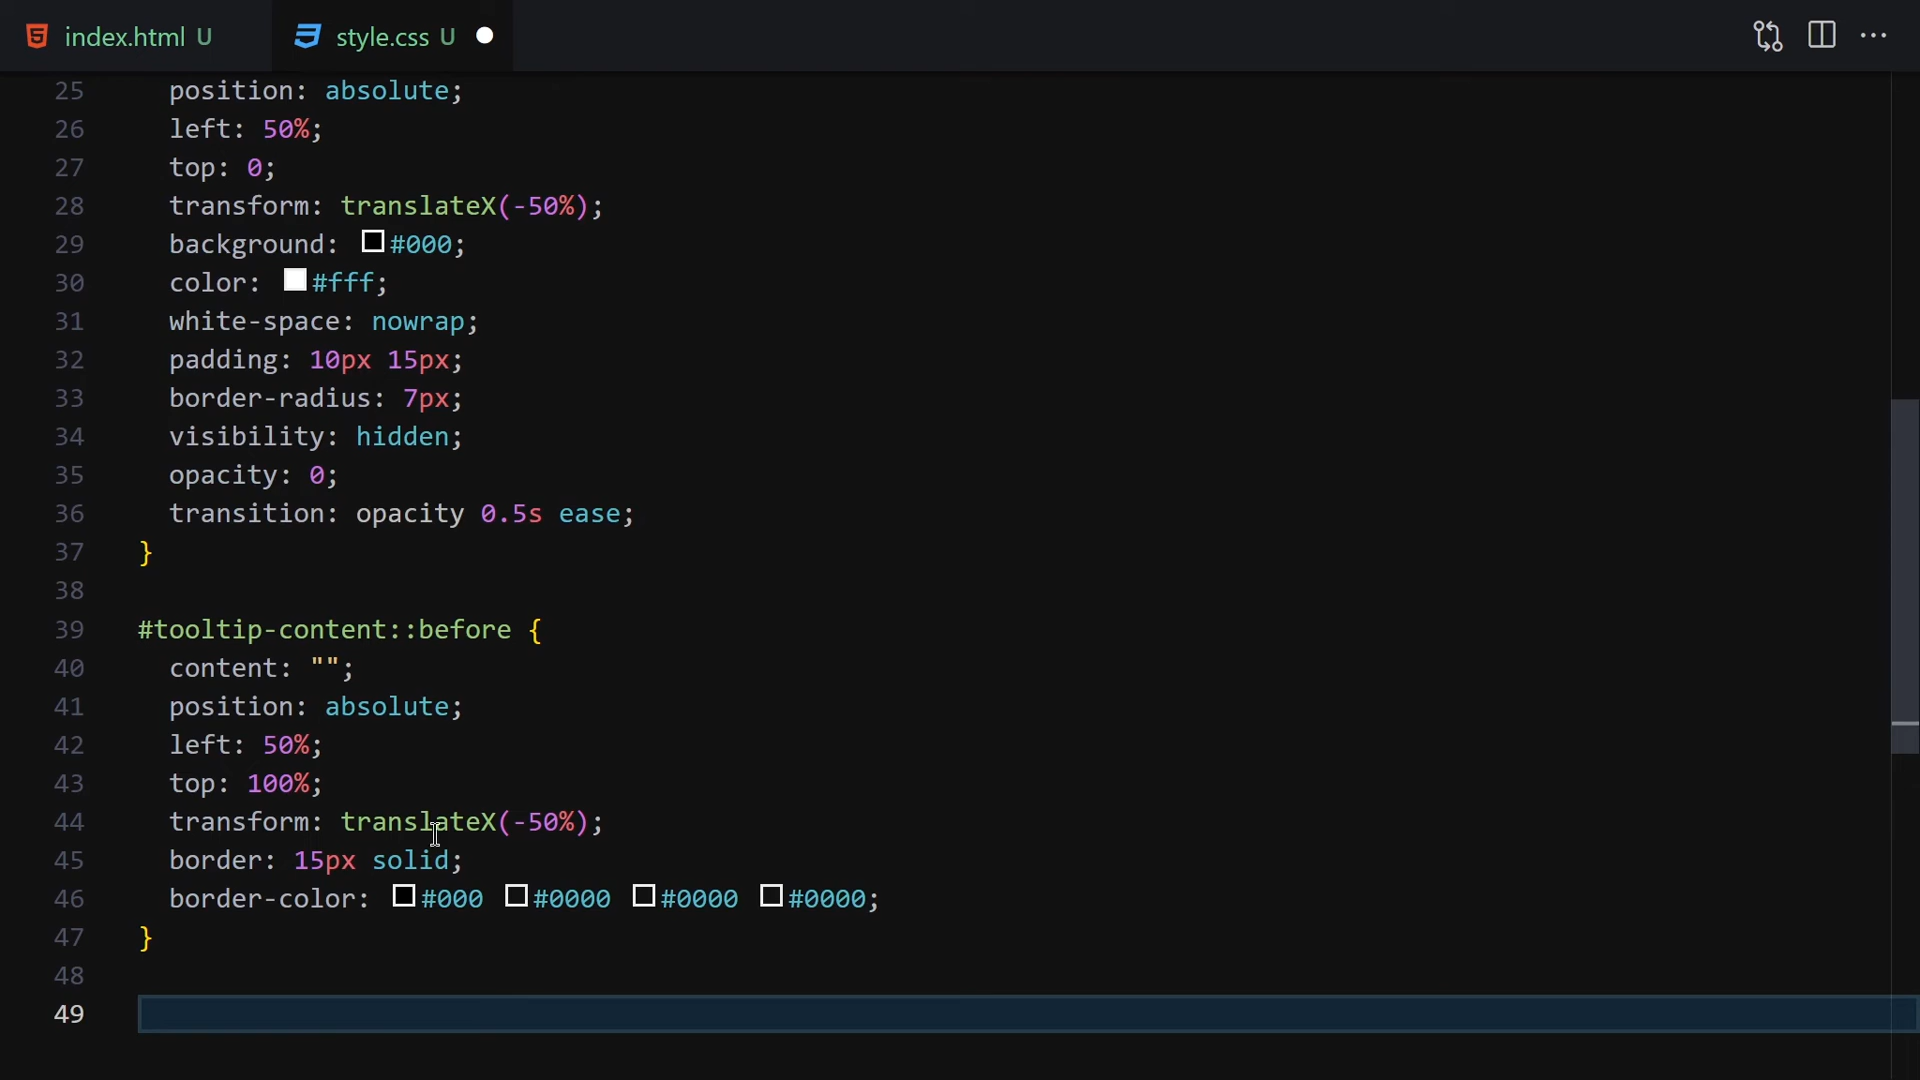 index.html U
style.css U
25 position: absolute;
26 left: 50%;
27 top: 0;
28 transform: translateX(-50%);
29 background: #000;
30 color: #fff;
31 white-space: nowrap;
32 padding: 10px 15px;
33 border-radius: 7px;
34 visibility: hidden;
35 opacity: 0;
36 transition: opacity 0.5s ease;
37 }
38
39 #tooltip-content::before {
40 content: "";
41 position: absolute;
42 left: 50%;
43 top: 100%;
44 transform: translateX(-50%);
45 border: 15px solid;
46 border-color: #000 #0000 #0000 #0000;
47 }
48
49